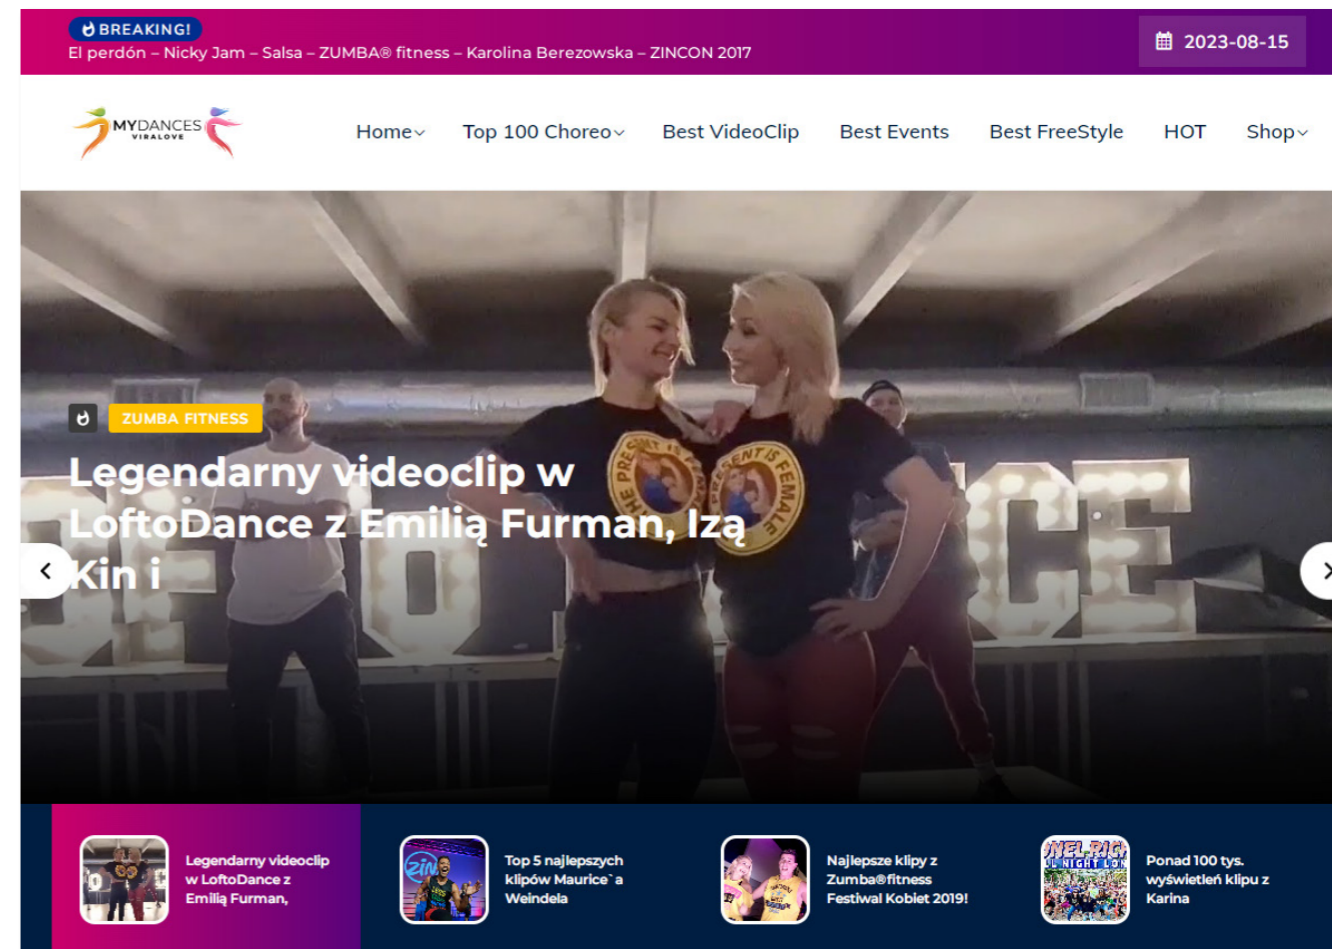 BREAKING!
El perdón – Nicky Jam – Salsa – ZUMBA® fitness – Karolina Berezowska – ZINCON 2017
2023-08-15
MYDANCES
VIRALOVE
Home
Top 100 Choreo
Best VideoClip
Best Events
Best FreeStyle
HOT
Shop
ZUMBA FITNESS
Legendarny videoclip w
LoftoDance z Emilią Furman, Izą
Kin i
Legendarny videoclip
w LoftoDance z
Emilią Furman,
Top 5 najlepszych
klipów Maurice`a
Weindela
Najlepsze klipy z
Zumba®fitness
Festiwal Kobiet 2019!
Ponad 100 tys.
wyświetleń klipu z
Karina